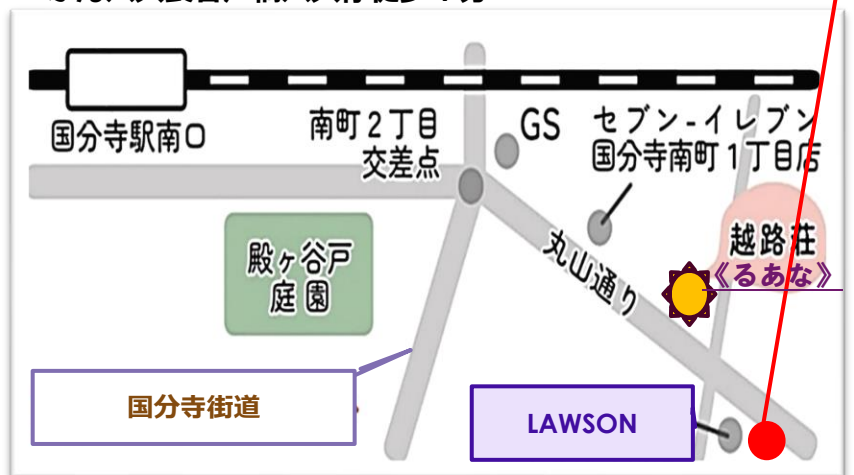 国分寺駅南口
南町2丁目
交差点
GS
セブン-イレブン
国分寺南町1丁目店
殿ヶ谷戸
庭園
丸山通り
越路荘
《るあな》
国分寺街道
LAWSON